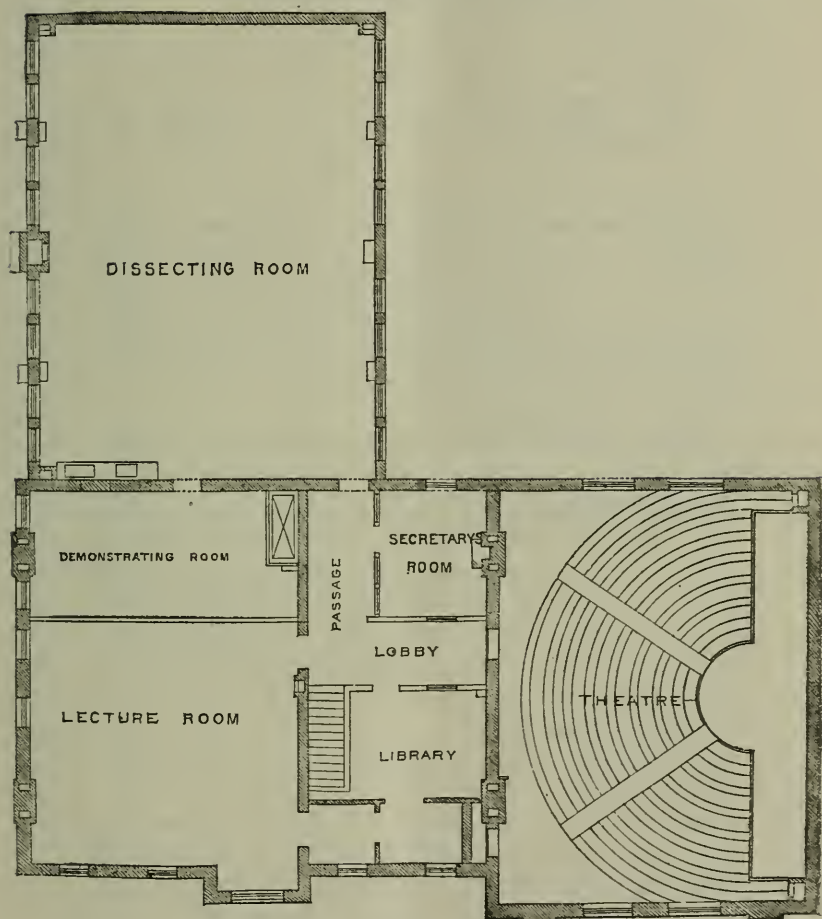 DISSECTING ROOM
DEMONSTRATING ROOM
SECRETARYS
ROOM
PASSAGE
LOBBY
LECTURE ROOM
THEATRE
LIBRARY